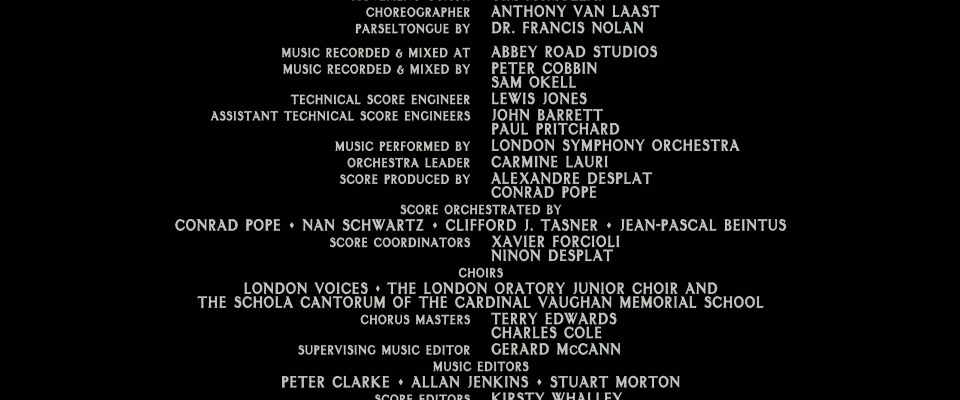 CHOREOGRAPHER ANTHONY VAN LAAST
PARSELTONGUE BY DR. FRANCIS NOLAN
MUSIC RECORDED & MIXED AT ABBEY ROAD STUDIOS
MUSIC RECORDED & MIXED BY PETER COBBIN
SAM OKELL
TECHNICAL SCORE ENGINEER LEWIS JONES
ASSISTANT TECHNICAL SCORE ENGINEERS JOHN BARRETT
PAUL PRITCHARD
MUSIC PERFORMED BY LONDON SYMPHONY ORCHESTRA
ORCHESTRA LEADER CARMINE LAURI
SCORE PRODUCED BY ALEXANDRE DESPLAT
CONRAD POPE
SCORE ORCHESTRATED BY
CONRAD POPE ♦ NAN SCHWARTZ ♦ CLIFFORD J. TASNER ♦ JEAN-PASCAL BEINTUS
SCORE COORDINATORS XAVIER FORCIOLI
NINON DESPLAT
CHOIRS
LONDON VOICES ♦ THE LONDON ORATORY JUNIOR CHOIR AND
THE SCHOLA CANTORUM OF THE CARDINAL VAUGHAN MEMORIAL SCHOOL
CHORUS MASTERS TERRY EDWARDS
CHARLES COLE
SUPERVISING MUSIC EDITOR GERARD McCANN
MUSIC EDITORS
PETER CLARKE ♦ ALLAN JENKINS ♦ STUART MORTON
SCORE EDITORS KIRSTY WHALLEY